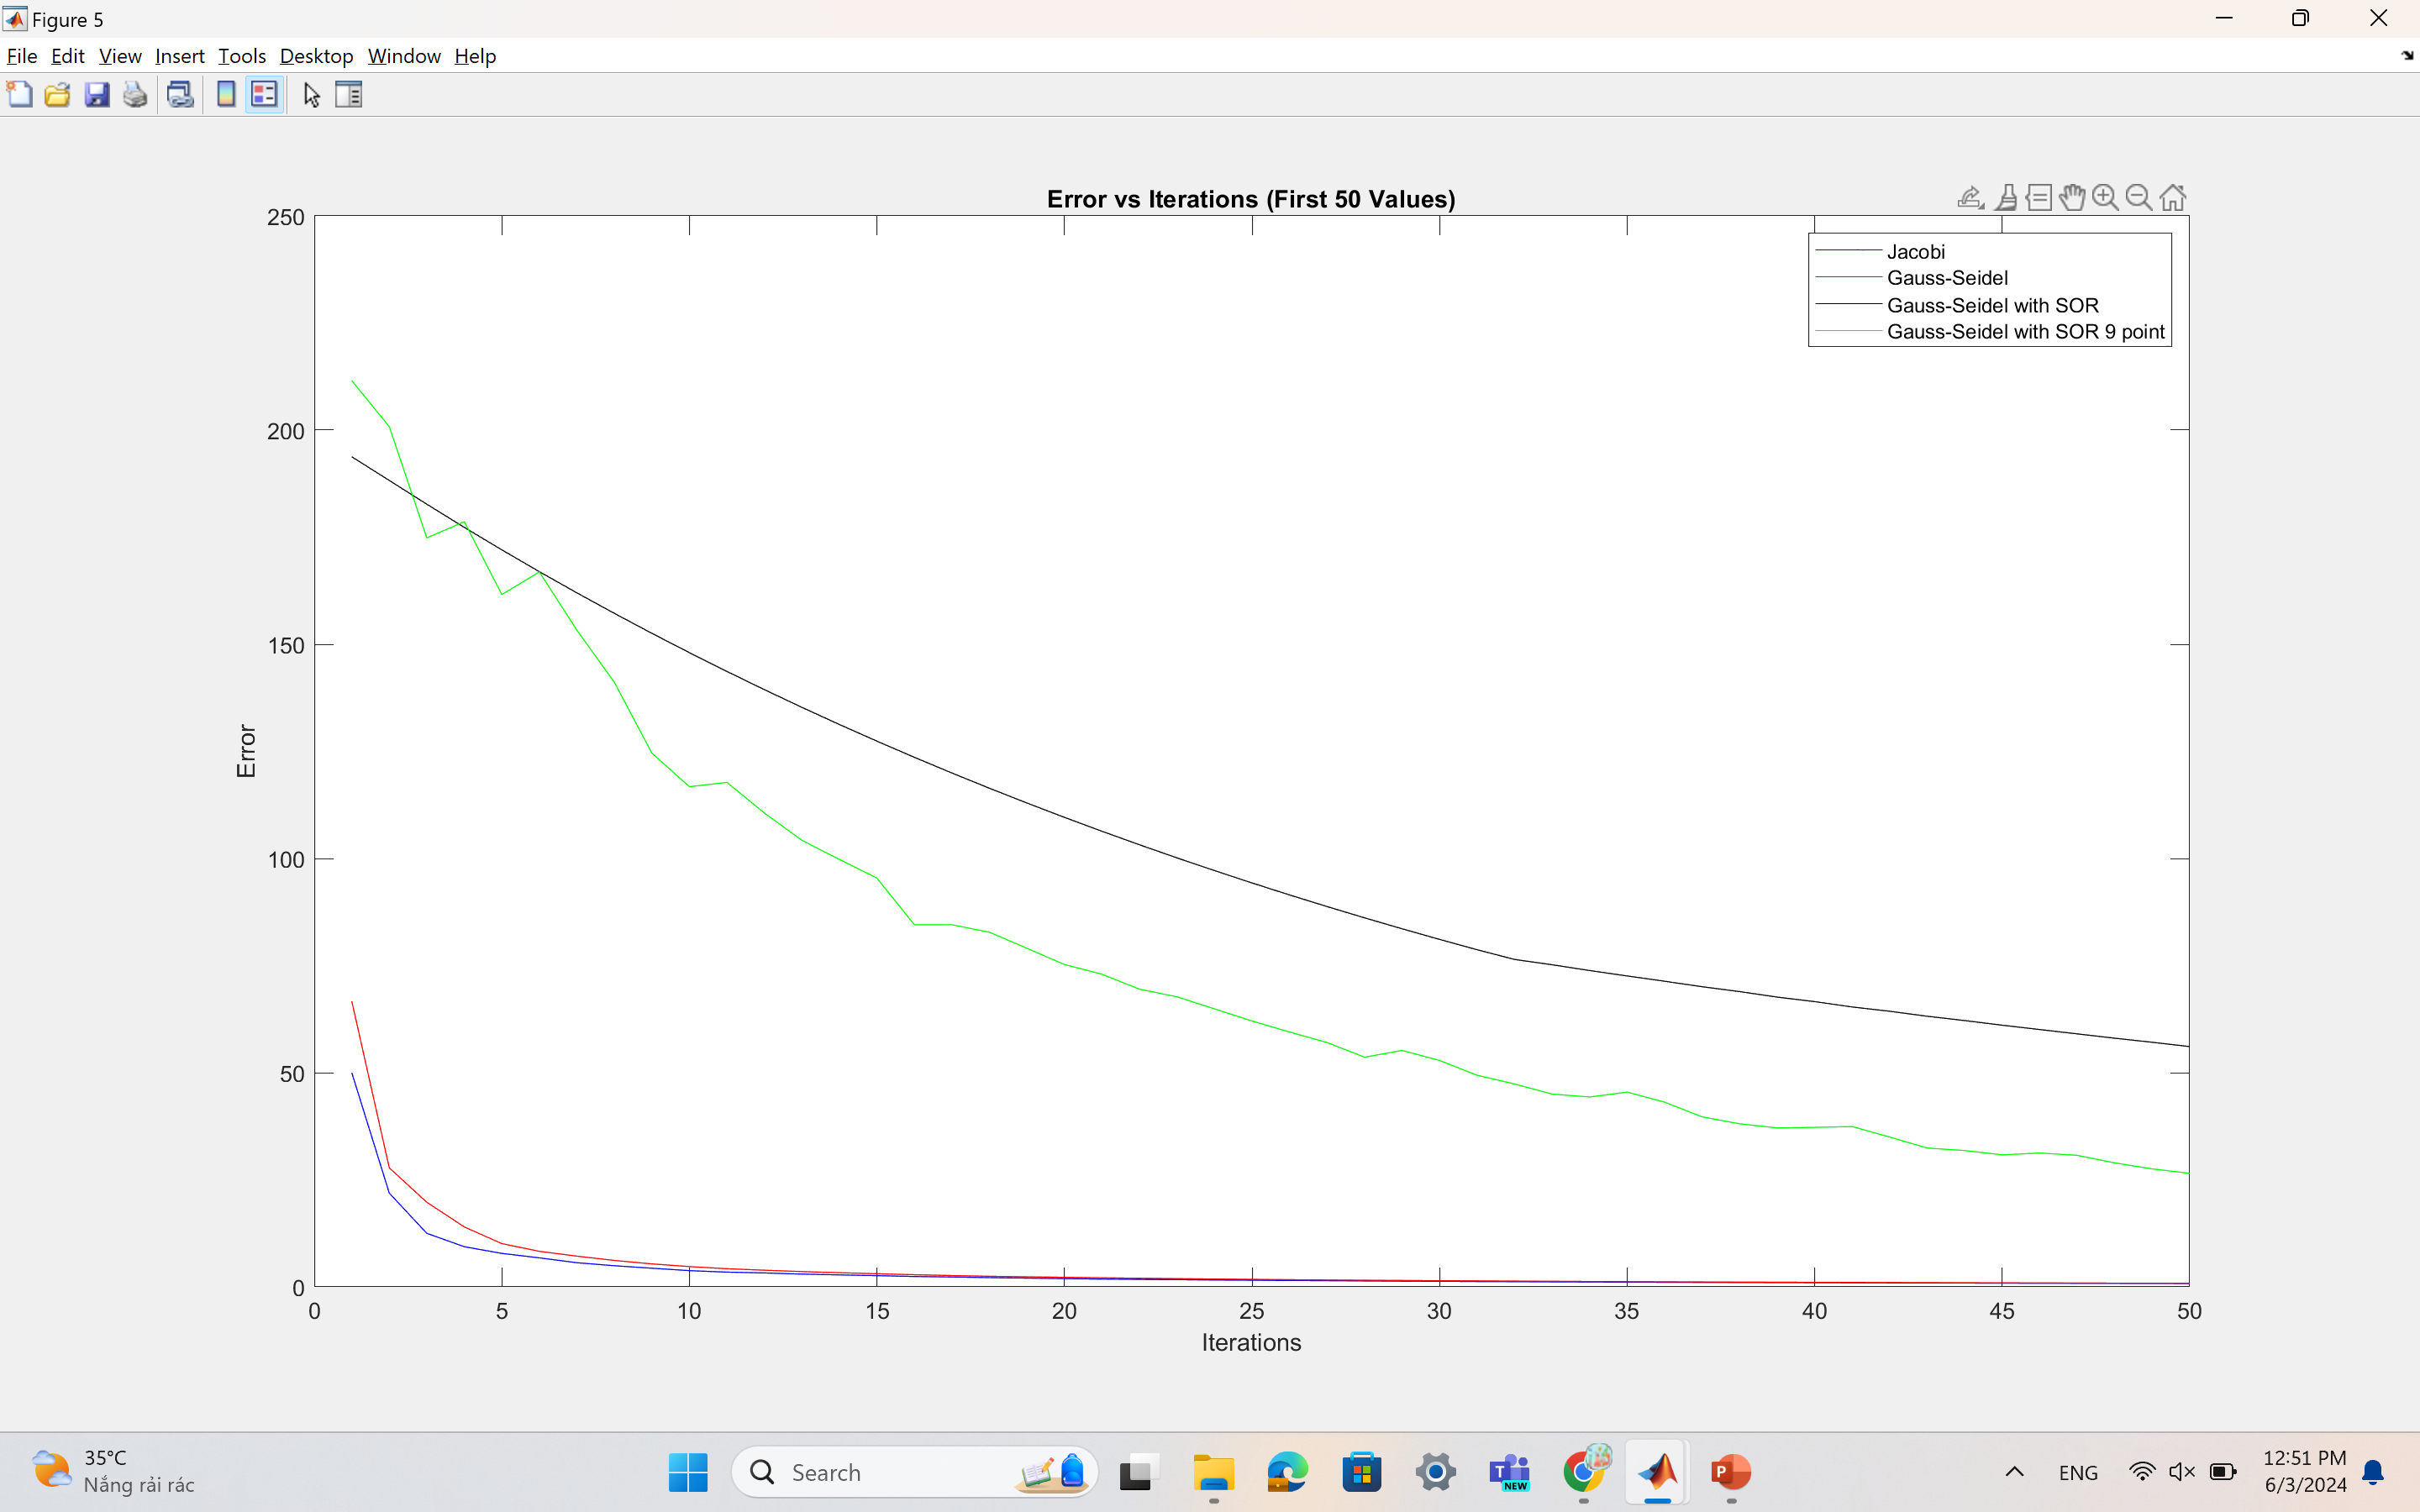 Figure 5
File Edit View Insert Tools Desktop Window Help
Error vs Iterations (First 50 Values)
Jacobi
Gauss-Seidel
Gauss-Seidel with SOR
Gauss-Seidel with SOR 9 point
250
200
150
100
50
0
Error
0 5 10 15 20 25 30 35 40 45 50
Iterations
35°C
Nắng rải rác
Search
T
NEW
P
ENG
12:51 PM
6/3/2024